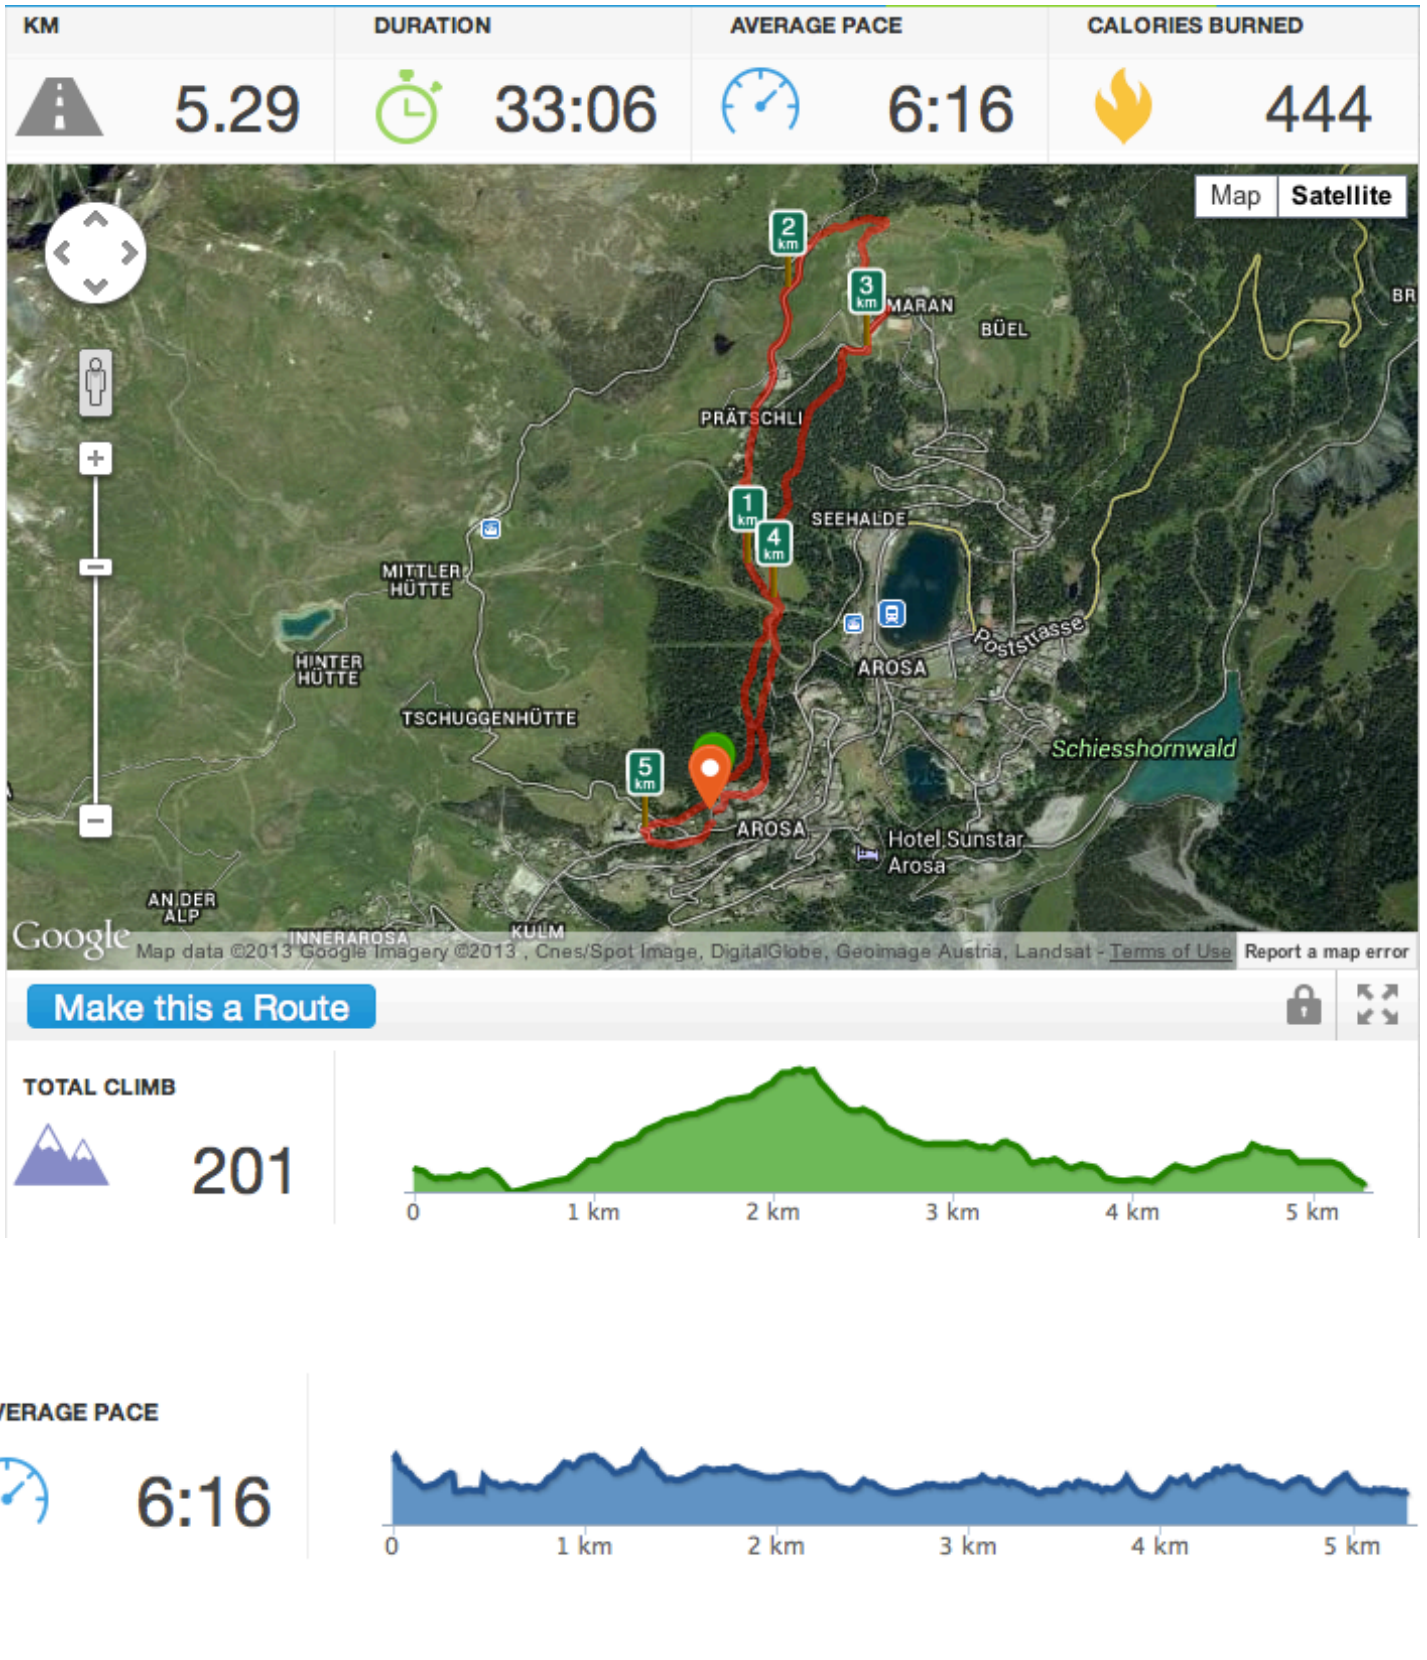 KM DURATION AVERAGE PACE CALORIES BURNED
5.29 33:06 6:16 444
Map Satellite
2
km
3
km
MARAN
BR
BÜEL
PRÄTSCHLI
1
km
SEEHALDE
4
km
MITTLER
HÜTTE
Poststrasse
HINTER
HÜTTE
AROSA
TSCHUGGENHÜTTE
Schiesshornwald
5
km
AROSA
Hotel Sunstar
Arosa
AN DER
ALP
KULM
INNERAROSA
Google
Map data ©2013 Google Imagery ©2013 , Cnes/Spot Image, DigitalGlobe, Geoimage Austria, Landsat - Terms of Use Report a map error
Make this a Route
TOTAL CLIMB
201
0 1 km 2 km 3 km 4 km 5 km
VERAGE PACE
6:16
0 1 km 2 km 3 km 4 km 5 km